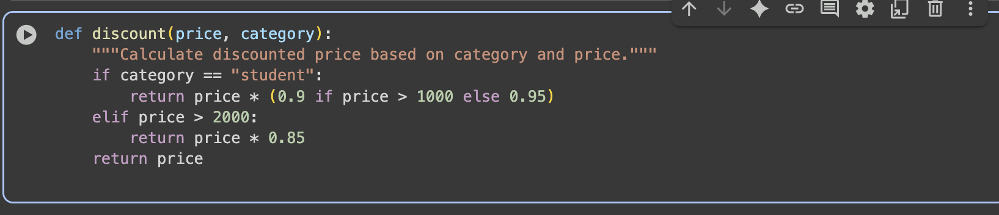 def discount(price, category):
    """Calculate discounted price based on category and price."""
    if category == "student":
        return price * (0.9 if price > 1000 else 0.95)
    elif price > 2000:
        return price * 0.85
    return price